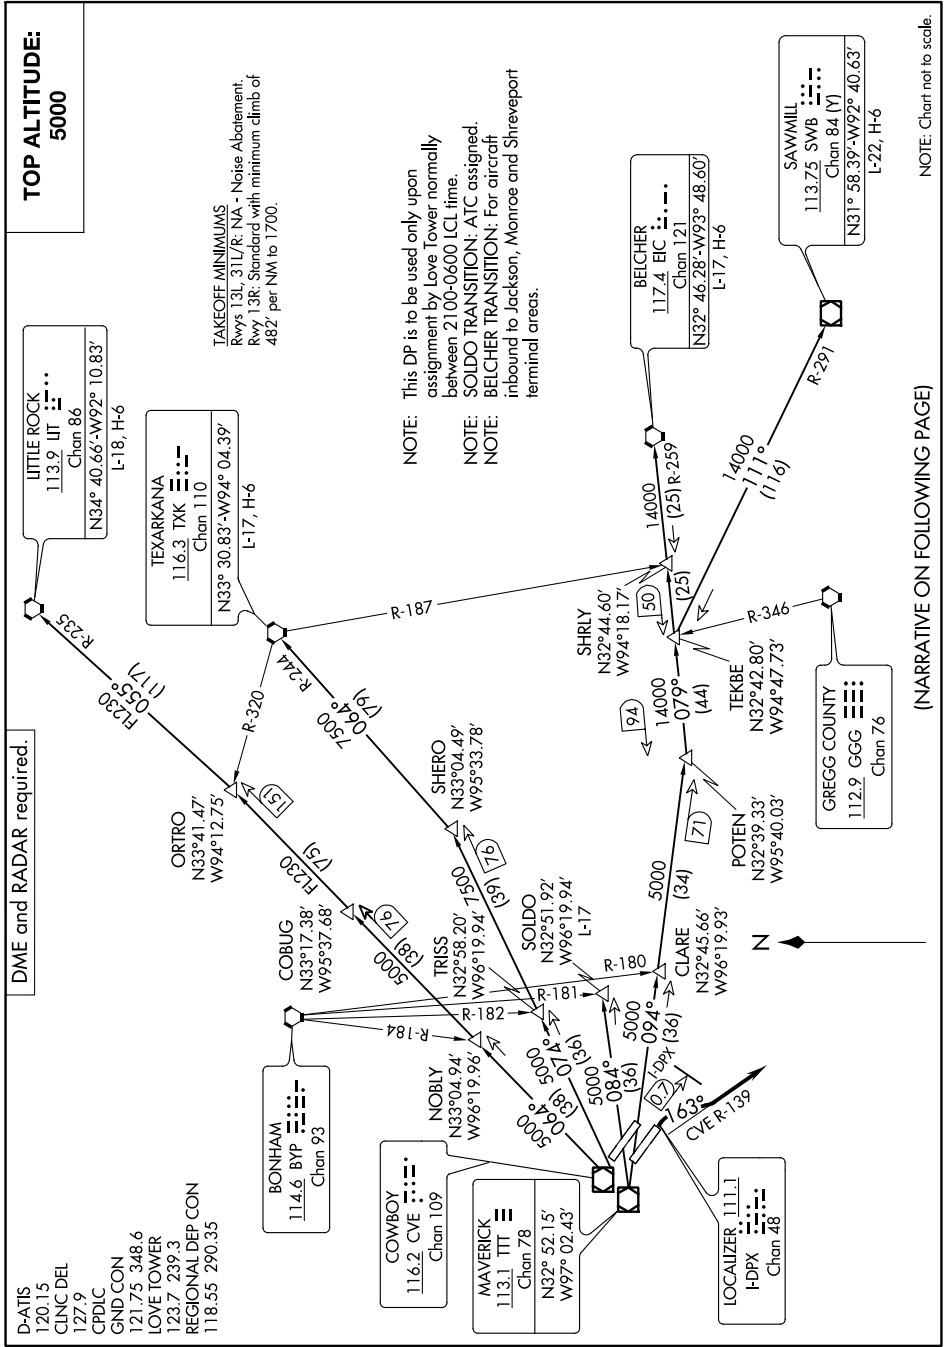 DME and RADAR required.
TOP ALTITUDE:
5000
D-ATIS
120.15
CLNC DEL
127.9
CPDLC
GND CON
121.75 348.6
LOVE TOWER
123.7 239.3
REGIONAL DEP CON
118.55 290.35
TAKEOFF MINIMUMS
Rwys 13L, 31L/R: NA - Noise Abatement.
Rwy 13R: Standard with minimum climb of
482' per NM to 1700.
NOTE: This DP is to be used only upon
assignment by Love Tower normally
between 2100-0600 LCL time.
NOTE: SOLDO TRANSITION: ATC assigned.
NOTE: BELCHER TRANSITION: For aircraft
inbound to Jackson, Monroe and Shreveport
terminal areas.
LITTLE ROCK
113.9 LIT
Chan 86
N34° 40.66'-W92° 10.83'
L-18, H-6
R-235
FL230
055°
(117)
TEXARKANA
116.3 TXK
Chan 110
N33° 30.83'-W94° 04.39'
L-17, H-6
R-244
R-320
R-187
7500
064°
(79)
ORTRO
N33°41.47'
W94°12.75'
151
FL230
(75)
COBUG
N33°17.38'
W95°37.68'
76
5000
(38)
SHERO
N33°04.49'
W95°33.78'
76
7500
(39)
TRISS
N32°58.20'
W96°19.94'
SOLDO
N32°51.92'
W96°19.94'
L-17
BONHAM
114.6 BYP
Chan 93
R-184
R-182
R-181
R-180
NOBLY
N33°04.94'
W96°19.96'
5000
064°
(38)
5000
074°
(36)
5000
084°
(36)
5000
094°
(36)
CLARE
N32°45.66'
W96°19.93'
5000
(34)
71
POTEN
N32°39.33'
W95°40.03'
94
14000
079°
(44)
TEKBE
N32°42.80'
W94°47.73'
50
(25)
SHRLY
N32°44.60'
W94°18.17'
14000
(25)
R-259
BELCHER
117.4 EIC
Chan 121
N32° 46.28'-W93° 48.60'
L-17, H-6
14000
111°
(116)
R-291
SAWMILL
113.75 SWB
Chan 84 (Y)
N31° 58.39'-W92° 40.63'
L-22, H-6
GREGG COUNTY
112.9 GGG
Chan 76
R-346
COWBOY
116.2 CVE
Chan 109
MAVERICK
113.1 TTT
Chan 78
N32° 52.15'
W97° 02.43'
LOCALIZER 111.1
I-DPX
Chan 48
I-DPX
0.7
163°
CVE R-139
N
(NARRATIVE ON FOLLOWING PAGE)
NOTE: Chart not to scale.